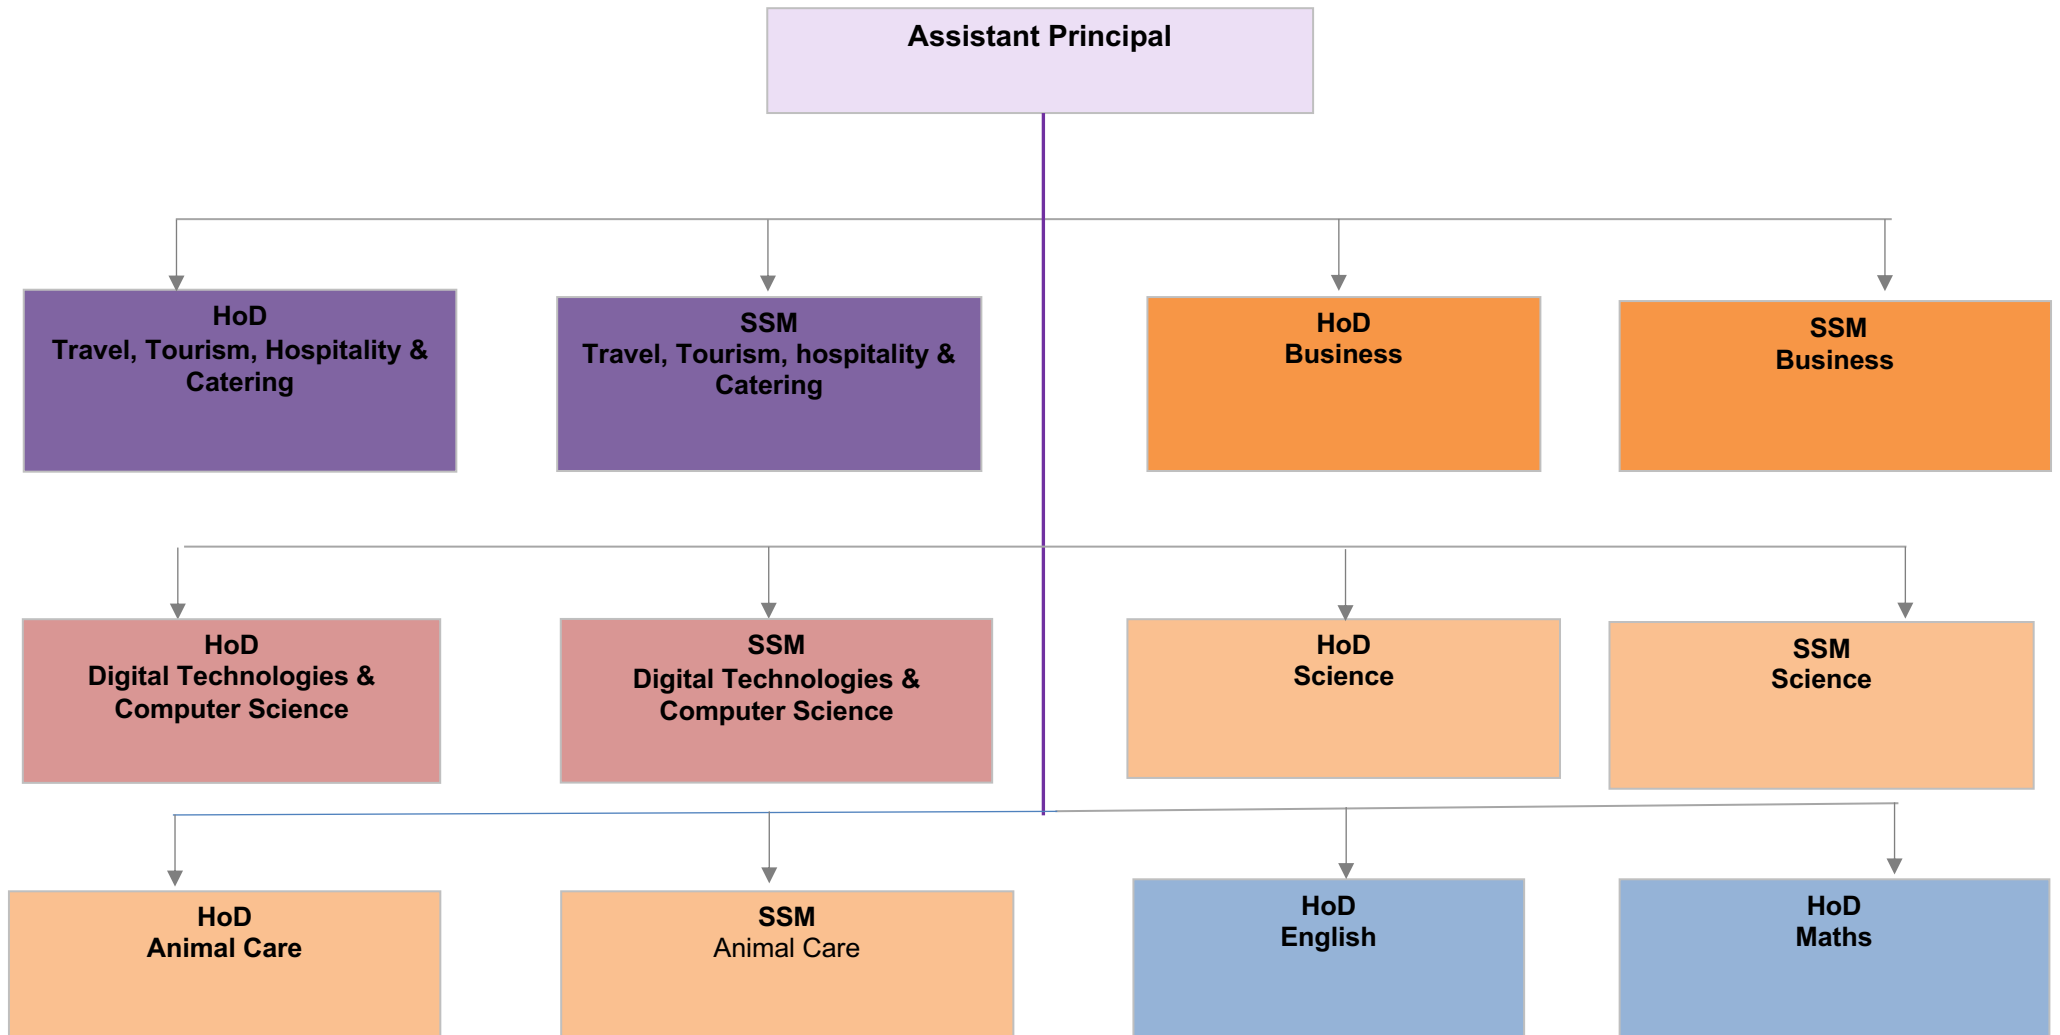 Assistant Principal
HoD
Travel, Tourism, Hospitality &
Catering
SSM
Travel, Tourism, hospitality &
Catering
HoD
Business
SSM
Business
HoD
Digital Technologies &
Computer Science
SSM
Digital Technologies &
Computer Science
HoD
Science
SSM
Science
HoD
Animal Care
SSM
Animal Care
HoD
English
HoD
Maths